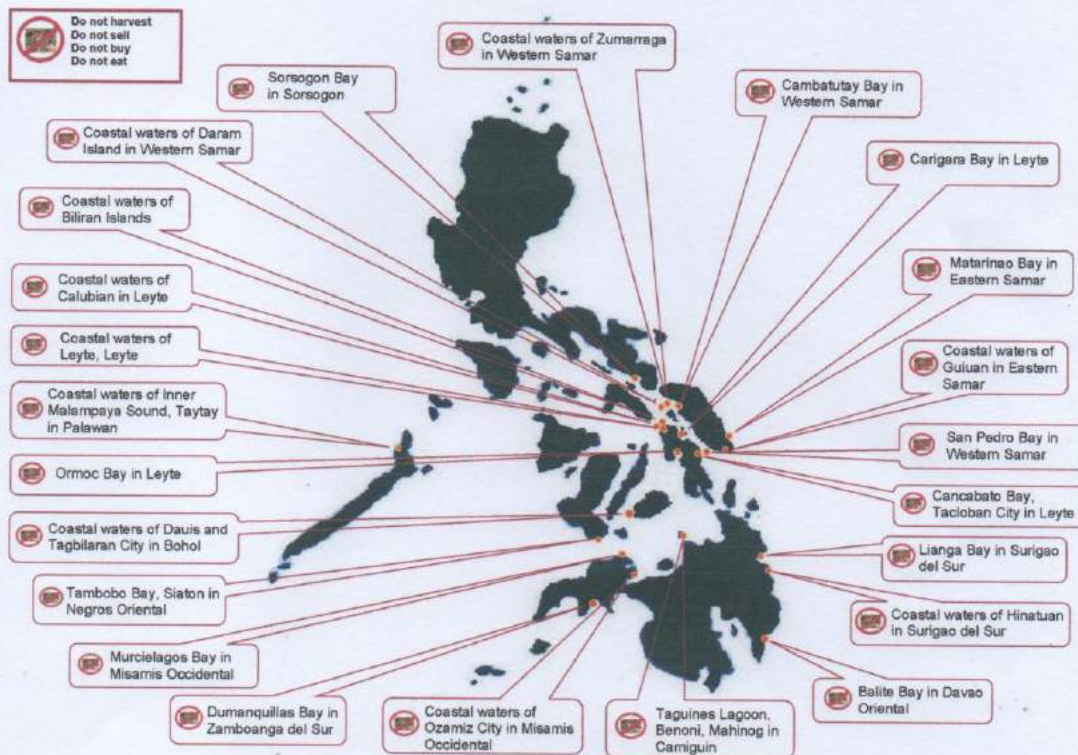 Do not harvest
Do not sell
Do not buy
Do not eat
Coastal waters of Zumarraga
in Western Samar
Sorsogon Bay
in Sorsogon
Cambatutay Bay in
Western Samar
Coastal waters of Daram
Island in Western Samar
Carigara Bay in Leyte
Coastal waters of
Biliran Islands
Matarinao Bay in
Eastern Samar
Coastal waters of
Calubian in Leyte
Coastal waters of
Leyte, Leyte
Coastal waters of
Guiuan in Eastern
Samar
Coastal waters of Inner
Malampaya Sound, Taytay
in Palawan
San Pedro Bay in
Western Samar
Ormoc Bay in Leyte
Cancabato Bay,
Tacloban City in Leyte
Coastal waters of Dauis and
Tagbilaran City in Bohol
Lianga Bay in Surigao
del Sur
Tambobo Bay, Siaton in
Negros Oriental
Coastal waters of Hinatuan
in Surigao del Sur
Murcielagos Bay in
Misamis Occidental
Balite Bay in Davao
Oriental
Dumanquillas Bay in
Zamboanga del Sur
Coastal waters of
Ozamiz City in Misamis
Occidental
Taguines Lagoon,
Benoni, Mahinog in
Camiguin